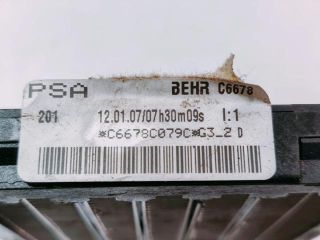 PSA BEHR C6678
201 12.01.07/07h30m09s I:1
*C6678C079C*G3_2 D